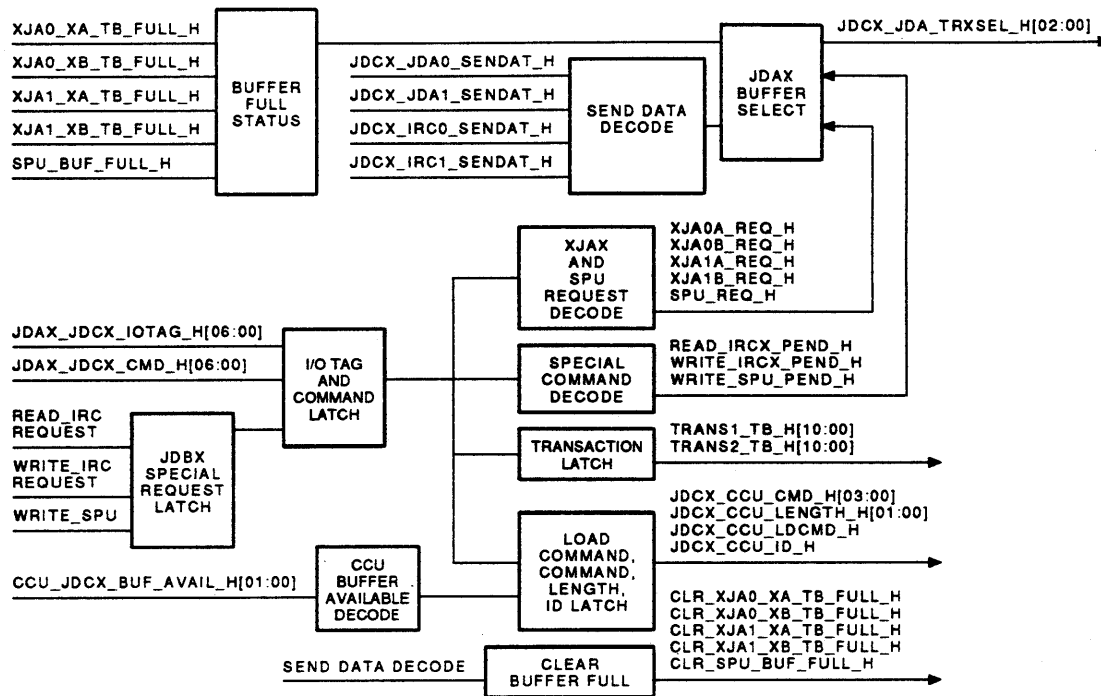 XJA0_XA_TB_FULL_H
XJA0_XB_TB_FULL_H
XJA1_XA_TB_FULL_H
XJA1_XB_TB_FULL_H
SPU_BUF_FULL_H
BUFFER
FULL
STATUS
JDCX_JDA0_SENDAT_H
JDCX_JDA1_SENDAT_H
JDCX_IRC0_SENDAT_H
JDCX_IRC1_SENDAT_H
SEND DATA
DECODE
JDAX
BUFFER
SELECT
JDCX_JDA_TRXSEL_H[02:00]
XJAX
AND
SPU
REQUEST
DECODE
XJA0A_REQ_H
XJA0B_REQ_H
XJA1A_REQ_H
XJA1B_REQ_H
SPU_REQ_H
JDAX_JDCX_IOTAG_H[06:00]
JDAX_JDCX_CMD_H[06:00]
I/O TAG
AND
COMMAND
LATCH
SPECIAL
COMMAND
DECODE
READ_IRCX_PEND_H
WRITE_IRCX_PEND_H
WRITE_SPU_PEND_H
READ_IRC
REQUEST
WRITE_IRC
REQUEST
WRITE_SPU
JDBX
SPECIAL
REQUEST
LATCH
TRANSACTION
LATCH
TRANS1_TB_H[10:00]
TRANS2_TB_H[10:00]
LOAD
COMMAND,
COMMAND,
LENGTH,
ID LATCH
JDCX_CCU_CMD_H[03:00]
JDCX_CCU_LENGTH_H[01:00]
JDCX_CCU_LDCMD_H
JDCX_CCU_ID_H
CCU_JDCX_BUF_AVAIL_H[01:00]
CCU
BUFFER
AVAILABLE
DECODE
SEND DATA DECODE
CLEAR
BUFFER FULL
CLR_XJA0_XA_TB_FULL_H
CLR_XJA0_XB_TB_FULL_H
CLR_XJA1_XA_TB_FULL_H
CLR_XJA1_XB_TB_FULL_H
CLR_SPU_BUF_FULL_H